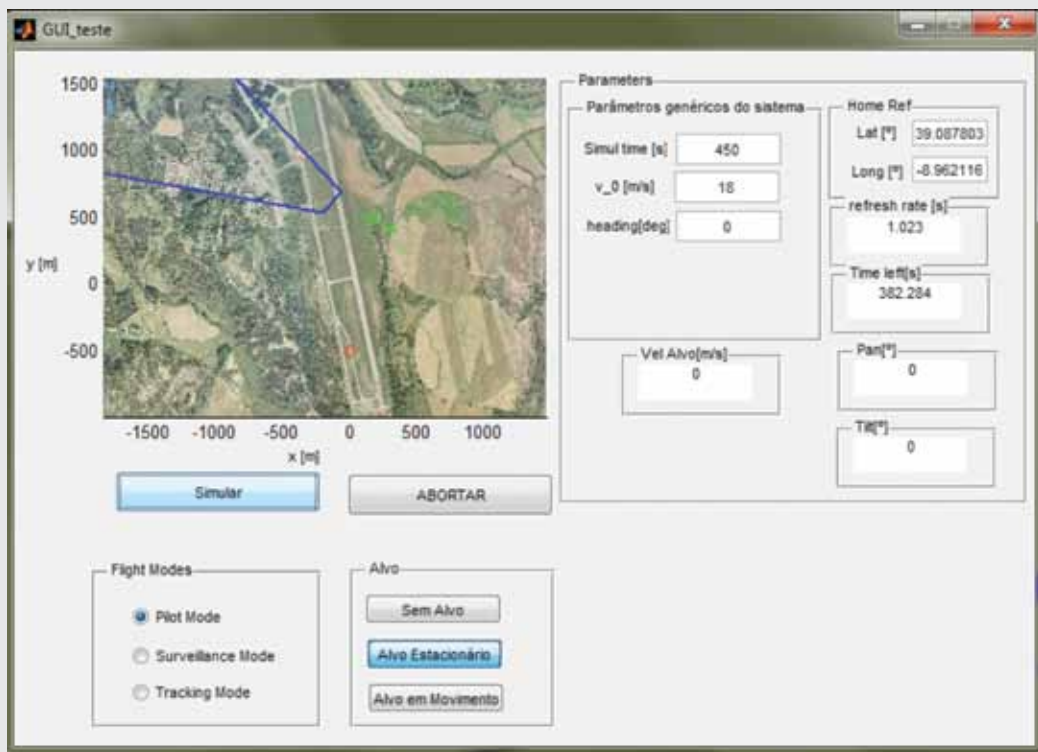 GUI_teste
1500
1000
500
0
-500
y [m]
-1500 -1000 -500 0 500 1000
x [m]
Simular
ABORTAR
Flight Modes
Pilot Mode
Surveillance Mode
Tracking Mode
Alvo
Sem Alvo
Alvo Estacionário
Alvo em Movimento
Parameters
Parâmetros genéricos do sistema
Simul time [s] 450
v_0 [m/s] 18
heading[deg] 0
Home Ref
Lat [º] 39.087803
Long [º] -8.962116
refresh rate [s]
1.023
Time left[s]
382.284
Vel Alvo[m/s]
0
Pan[º]
0
Tilt[º]
0